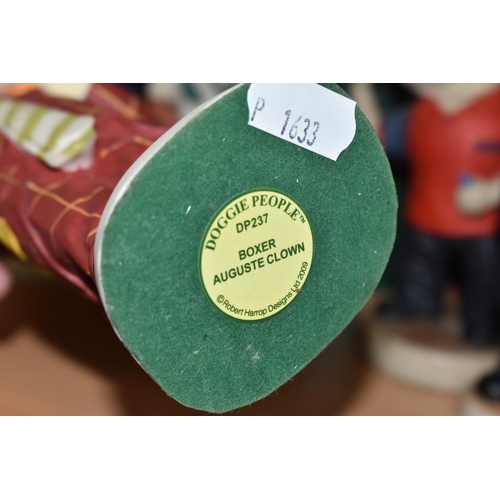 P 1633
DOGGIE PEOPLE™
DP237
BOXER
AUGUSTE CLOWN
©Robert Harrop Designs Ltd 2009